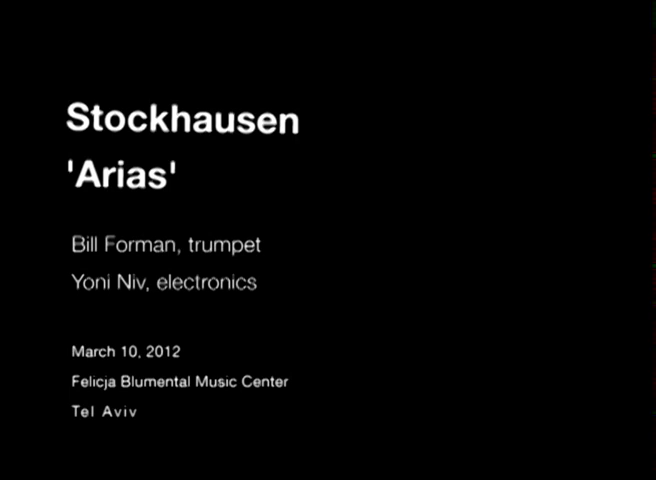 Stockhausen
'Arias'
Bill Forman, trumpet
Yoni Niv, electronics
March 10, 2012
Felicja Blumental Music Center
Tel Aviv